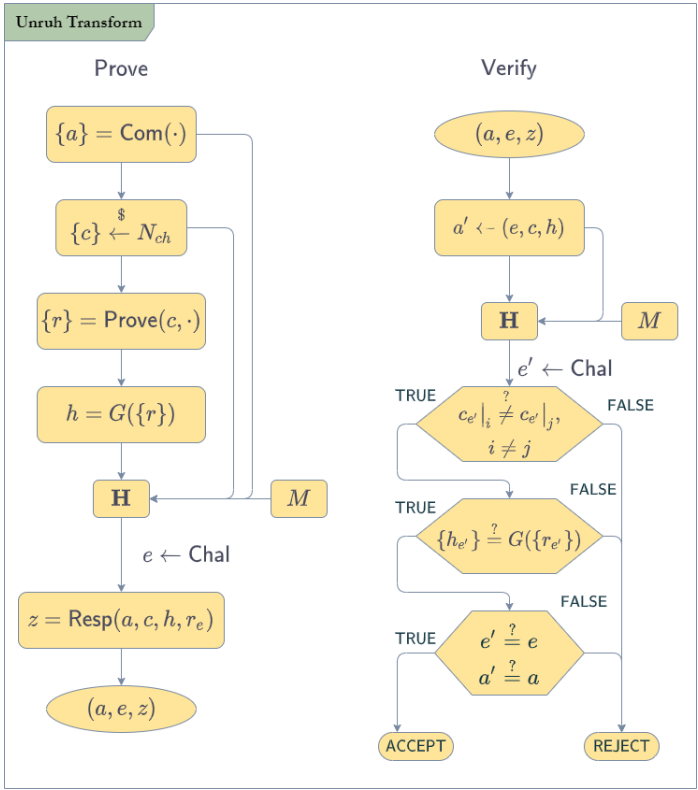 Unruh Transform
Prove
{a} = Com(·)
{c} $← N_ch
{r} = Prove(c, ·)
h = G({r})
H
M
e ← Chal
z = Resp(a, c, h, r_e)
(a, e, z)
Verify
(a, e, z)
a′ ← (e, c, h)
H
M
e′ ← Chal
TRUE
c_e′|_i ≠? c_e′|_j,
i ≠ j
FALSE
TRUE
{h_e′} =? G({r_e′})
FALSE
TRUE
e′ =? e
a′ =? a
FALSE
ACCEPT
REJECT